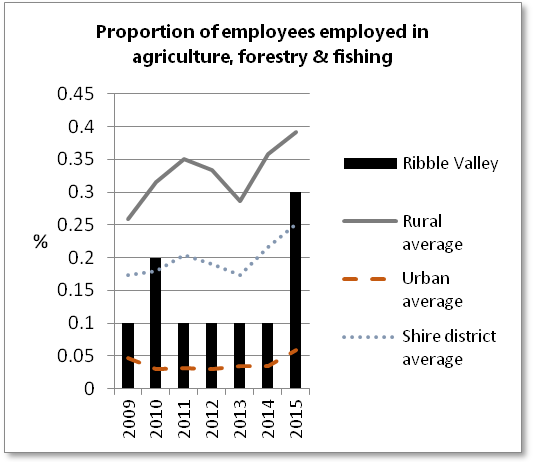 Proportion of employees employed in
agriculture, forestry & fishing
0.45
0.4
0.35
0.3
0.25
0.2
0.15
0.1
0.05
0
%
2009
2010
2011
2012
2013
2014
2015
Ribble Valley
Rural
average
Urban
average
Shire district
average